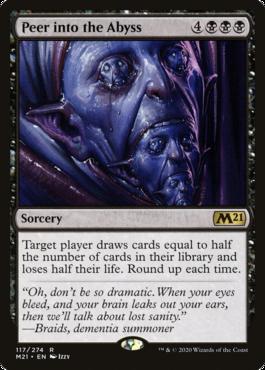 Peer into the Abyss 4
Sorcery M21
Target player draws cards equal to half
the number of cards in their library and
loses half their life. Round up each time.
“Oh, don't be so dramatic. When your eyes
bleed, and your brain leaks out your ears,
then we'll talk about lost sanity.”
—Braids, dementia summoner
117/274 R
M21 • EN Izzy
™ & © 2020 Wizards of the Coast